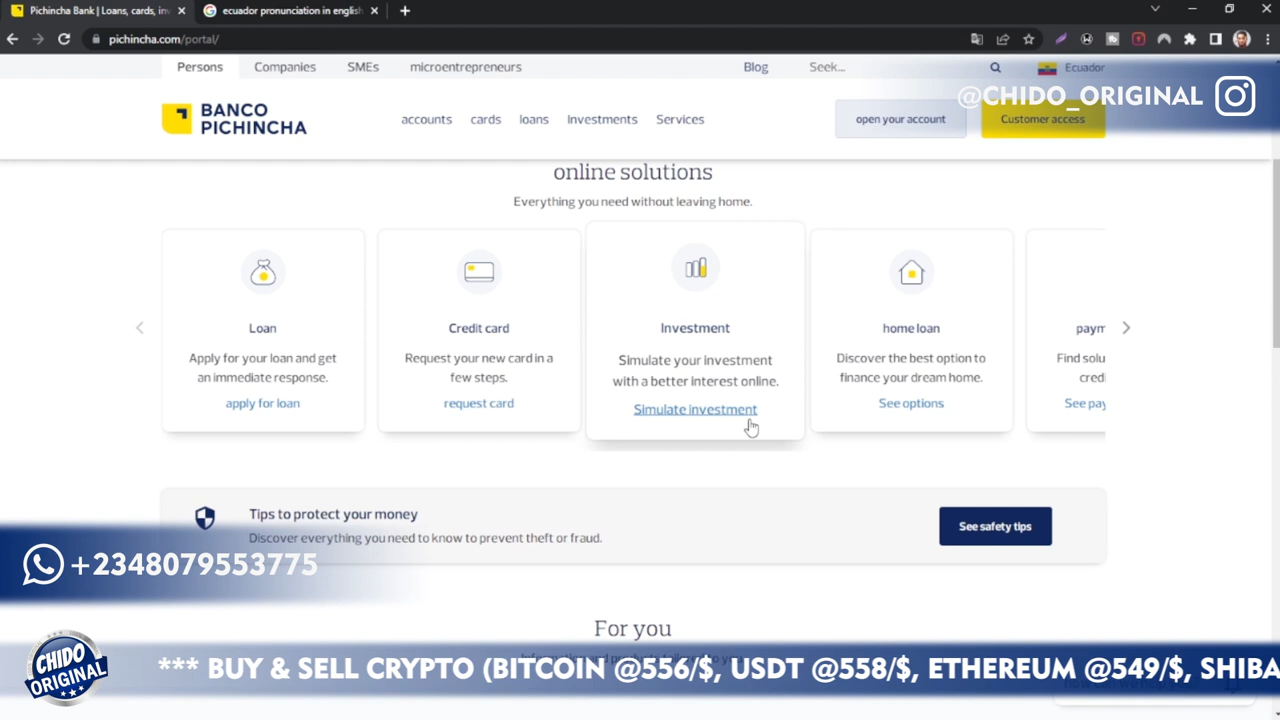 Pichincha Bank | Loans, cards, inv
ecuador pronunciation in english
pichincha.com/portal/
Persons
Companies
SMEs
microentrepreneurs
Blog
Seek...
Ecuador
@CHIDO_ORIGINAL
BANCO
PICHINCHA
accounts
cards
loans
Investments
Services
open your account
Customer access
online solutions
Everything you need without leaving home.
Loan
Apply for your loan and get
an immediate response.
apply for loan
Credit card
Request your new card in a
few steps.
request card
Investment
Simulate your investment
with a better interest online.
Simulate investment
home loan
Discover the best option to
finance your dream home.
See options
paym
Find solu
credi
See pay
Tips to protect your money
Discover everything you need to know to prevent theft or fraud.
See safety tips
+2348079553775
For you
CHIDO
ORIGINAL
*** BUY & SELL CRYPTO (BITCOIN @556/$, USDT @558/$, ETHEREUM @549/$, SHIBA